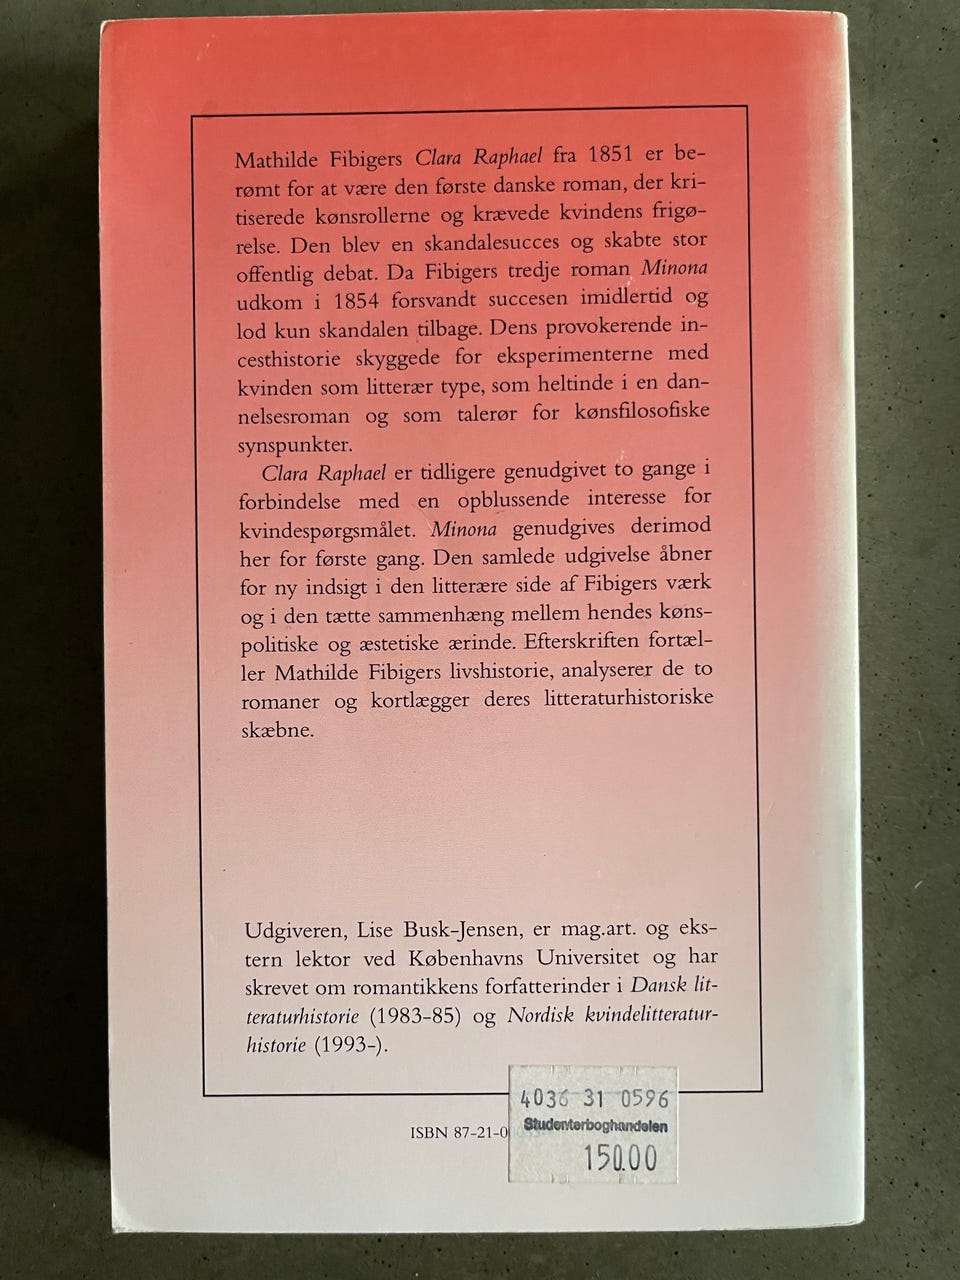 Mathilde Fibigers Clara Raphael fra 1851 er be-
rømt for at være den første danske roman, der kri-
tiserede kønsrollerne og krævede kvindens frigø-
relse. Den blev en skandalesucces og skabte stor
offentlig debat. Da Fibigers tredje roman Minona
udkom i 1854 forsvandt succesen imidlertid og
lod kun skandalen tilbage. Dens provokerende in-
cesthistorie skyggede for eksperimenterne med
kvinden som litterær type, som heltinde i en dan-
nelsesroman og som talerør for kønsfilosofiske
synspunkter.
Clara Raphael er tidligere genudgivet to gange i
forbindelse med en opblussende interesse for
kvindespørgsmålet. Minona genudgives derimod
her for første gang. Den samlede udgivelse åbner
for ny indsigt i den litterære side af Fibigers værk
og i den tætte sammenhæng mellem hendes køns-
politiske og æstetiske ærinde. Efterskriften fortæl-
ler Mathilde Fibigers livshistorie, analyserer de to
romaner og kortlægger deres litteraturhistoriske
skæbne.
Udgiveren, Lise Busk-Jensen, er mag.art. og eks-
tern lektor ved Københavns Universitet og har
skrevet om romantikkens forfatterinder i Dansk lit-
teraturhistorie (1983-85) og Nordisk kvindelitteratur-
historie (1993-).
4036 31 0596
ISBN 87-21-0
Studenterboghandelen
150.00